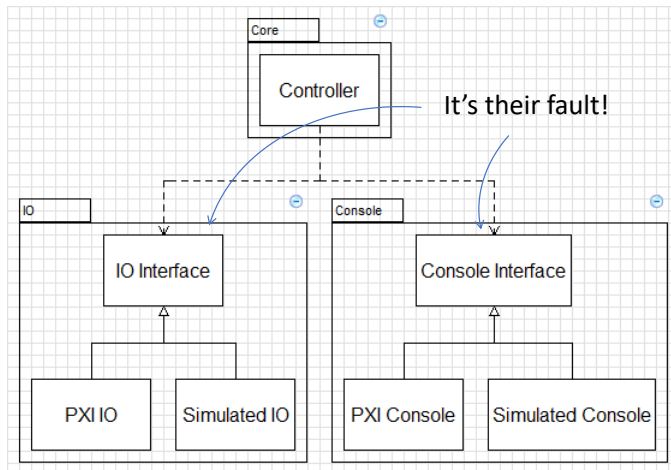 Core
Controller
It's their fault!
IO
Console
IO Interface
Console Interface
PXI IO
Simulated IO
PXI Console
Simulated Console